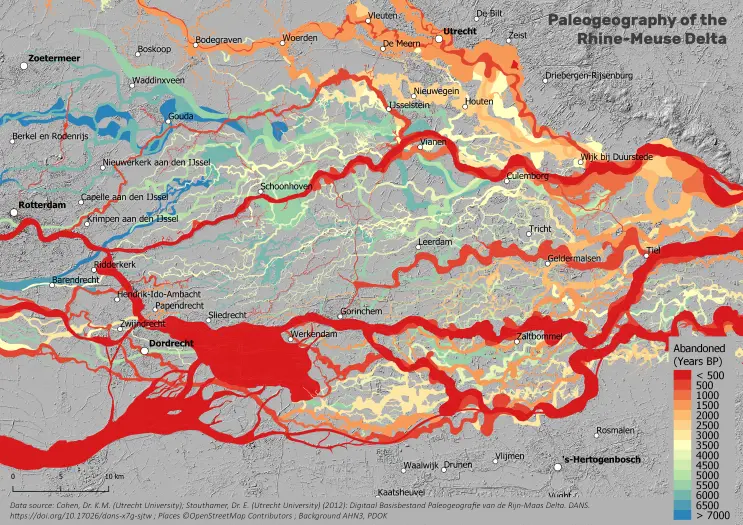 Paleogeography of the
Rhine-Meuse Delta
De Bilt
Vleuten
Utrecht
Zeist
Bodegraven
Woerden
De Meern
Boskoop
Zoetermeer
Driebergen-Rijsenburg
Waddinxveen
Nieuwegein
Houten
IJsselstein
Gouda
Berkel en Rodenrijs
Vianen
Wijk bij Duurstede
Nieuwerkerk aan den IJssel
Culemborg
Schoonhoven
Capelle aan den IJssel
Rotterdam
Krimpen aan den IJssel
Tricht
Leerdam
Tiel
Geldermalsen
Ridderkerk
Barendrecht
Hendrik-Ido-Ambacht
Papendrecht
Sliedrecht
Gorinchem
Zwijndrecht
Werkendam
Zaltbommel
Dordrecht
Abandoned
(Years BP)
< 500
500
1000
1500
2000
2500
3000
3500
4000
4500
5000
5500
6000
6500
> 7000
Rosmalen
Vlijmen
's-Hertogenbosch
Waalwijk
Drunen
Kaatsheuvel
Vught
0
5
10 km
Data source: Cohen, Dr. K.M. (Utrecht University); Stouthamer, Dr. E. (Utrecht University) (2012): Digitaal Basisbestand Paleogeografie van de Rijn-Maas Delta. DANS.
https://doi.org/10.17026/dans-x7g-sjtw ; Places ©OpenStreetMap Contributors ; Background AHN3, PDOK